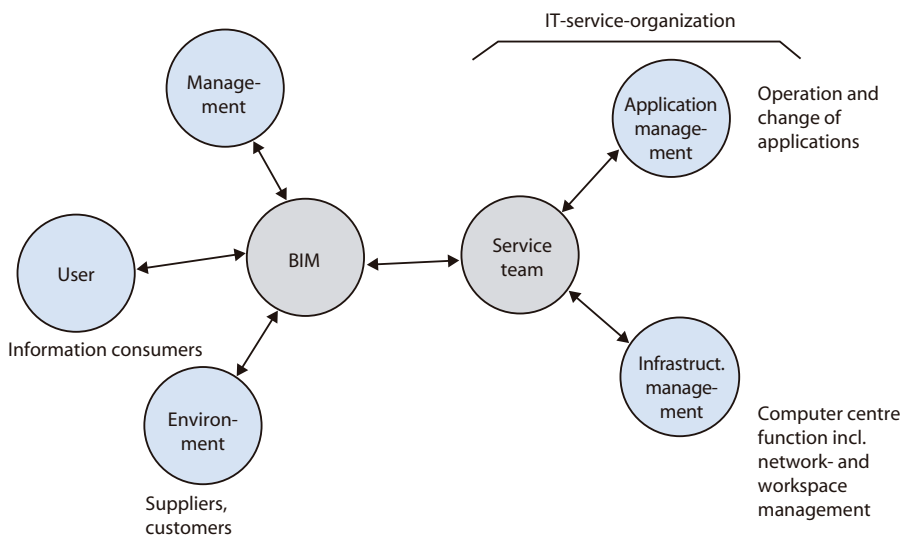 IT-service-organization
Manage-
ment
Application
manage-
ment
Operation and
change of
applications
User
BIM
Service
team
Information consumers
Environ-
ment
Infrastruct.
manage-
ment
Suppliers,
customers
Computer centre
function incl.
network- and
workspace
management